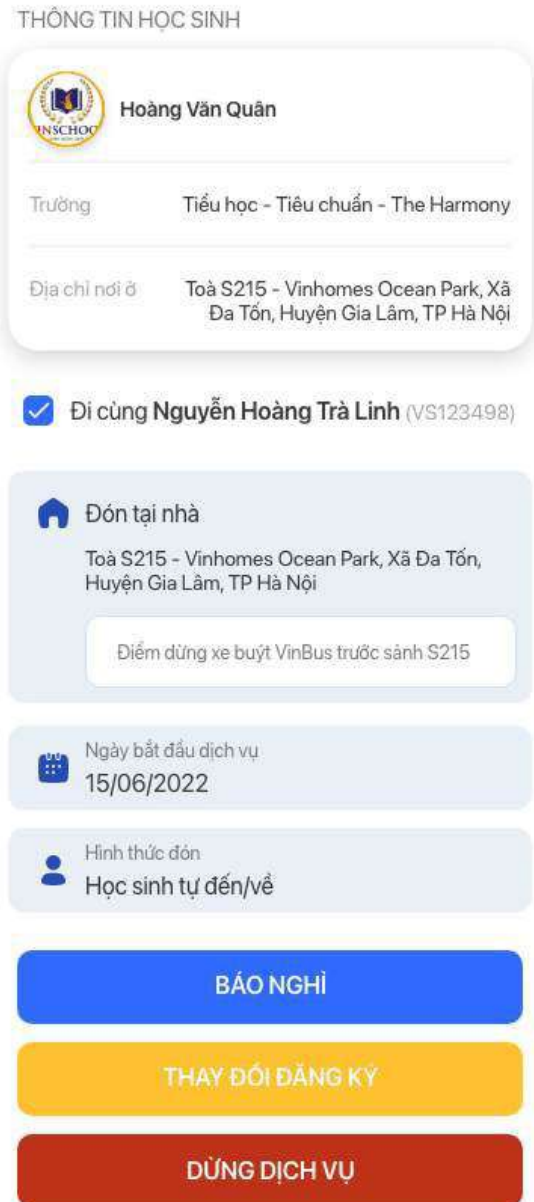 THÔNG TIN HỌC SINH
INSCHOO
Hoàng Văn Quân
Trường
Tiểu học - Tiêu chuẩn - The Harmony
Địa chỉ nơi ở
Toà S215 - Vinhomes Ocean Park, Xã
Đa Tốn, Huyện Gia Lâm, TP Hà Nội
Đi cùng Nguyễn Hoàng Trà Linh (VS123498)
Đón tại nhà
Toà S215 - Vinhomes Ocean Park, Xã Đa Tốn,
Huyện Gia Lâm, TP Hà Nội
Điểm dừng xe buýt VinBus trước sảnh S215
Ngày bắt đầu dịch vụ
15/06/2022
Hình thức đón
Học sinh tự đến/về
BÁO NGHỈ
THAY ĐỔI ĐĂNG KÝ
DỪNG DỊCH VỤ